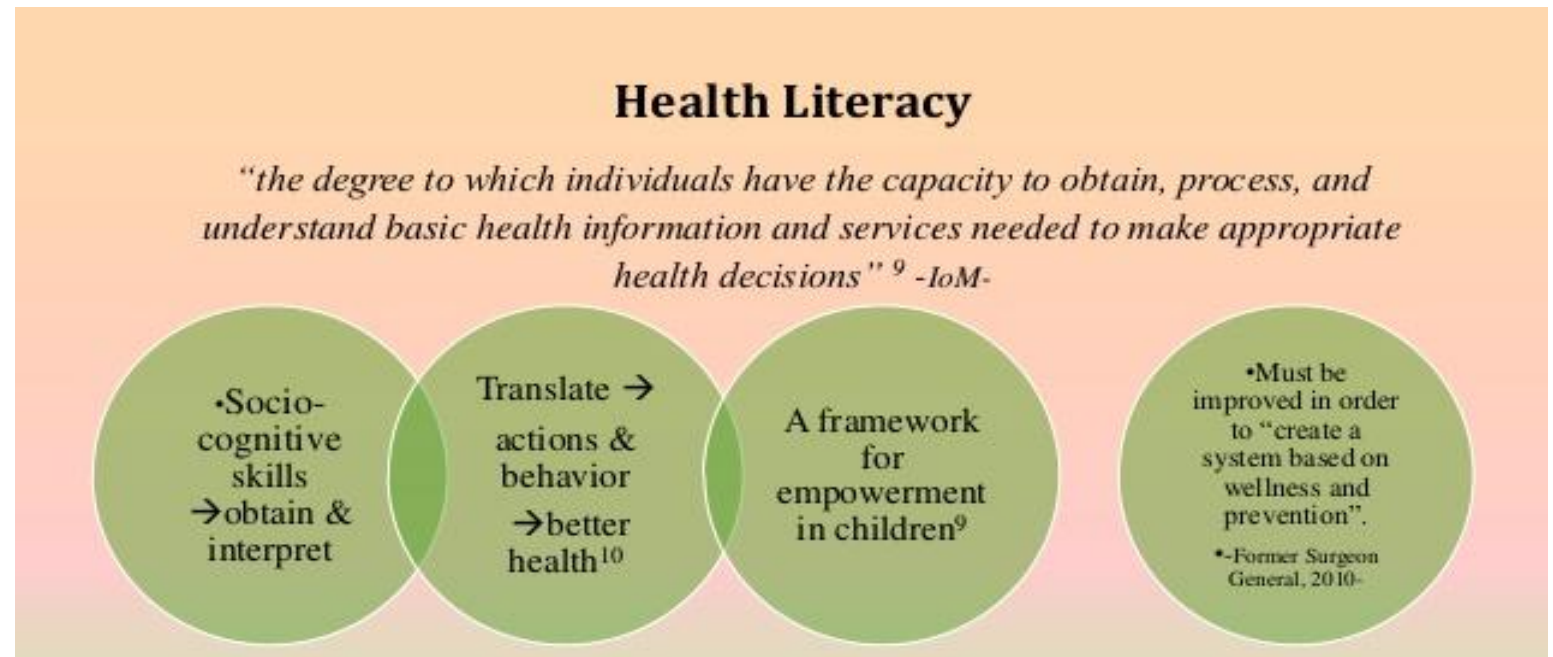 Health Literacy
“the degree to which individuals have the capacity to obtain, process, and
understand basic health information and services needed to make appropriate
health decisions” 9 -IoM-
•Socio-
cognitive
skills
→obtain &
interpret
Translate →
actions &
behavior
→better
health10
A framework
for
empowerment
in children9
•Must be
improved in order
to “create a
system based on
wellness and
prevention”.
•-Former Surgeon
General, 2010-